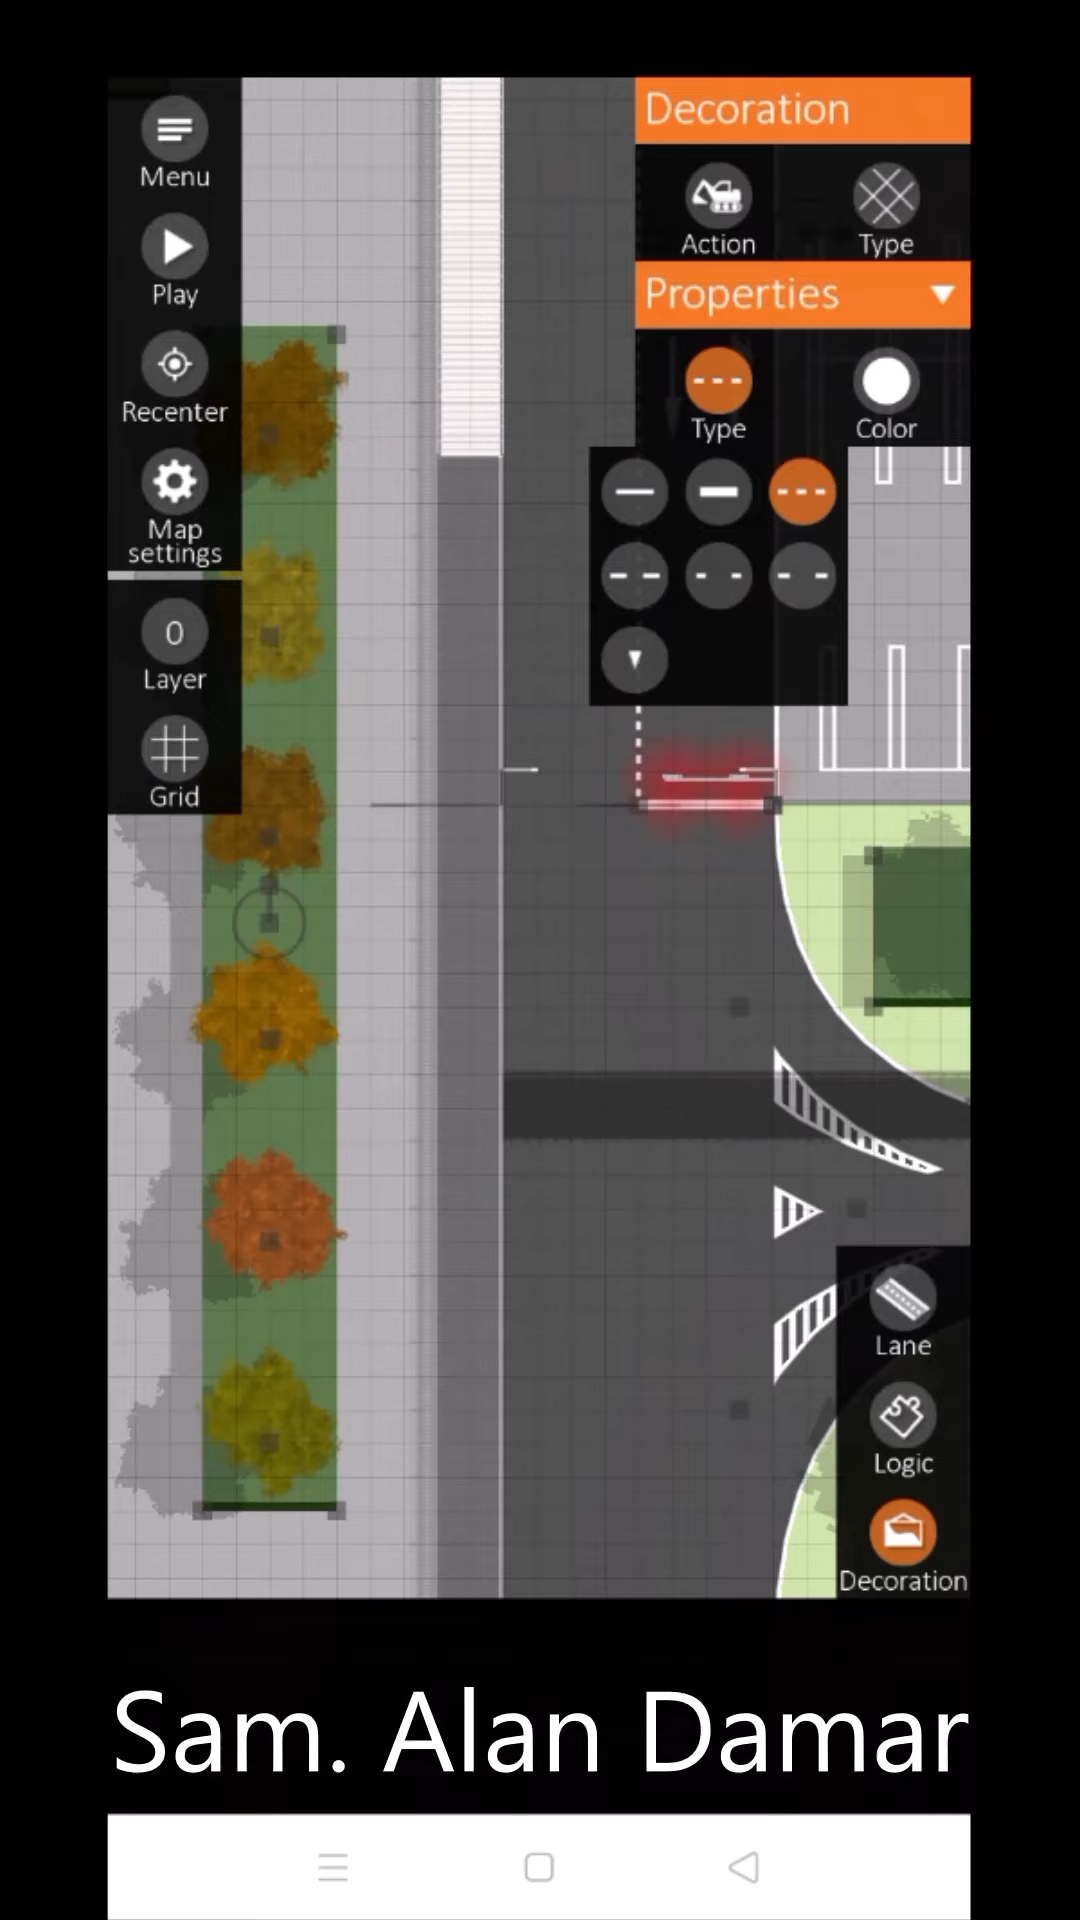 Menu
Play
Recenter
Map
settings
0
Layer
Grid
Decoration
Action Type
Properties
Type Color
Lane
Logic
Decoration
Sam. Alan Damar